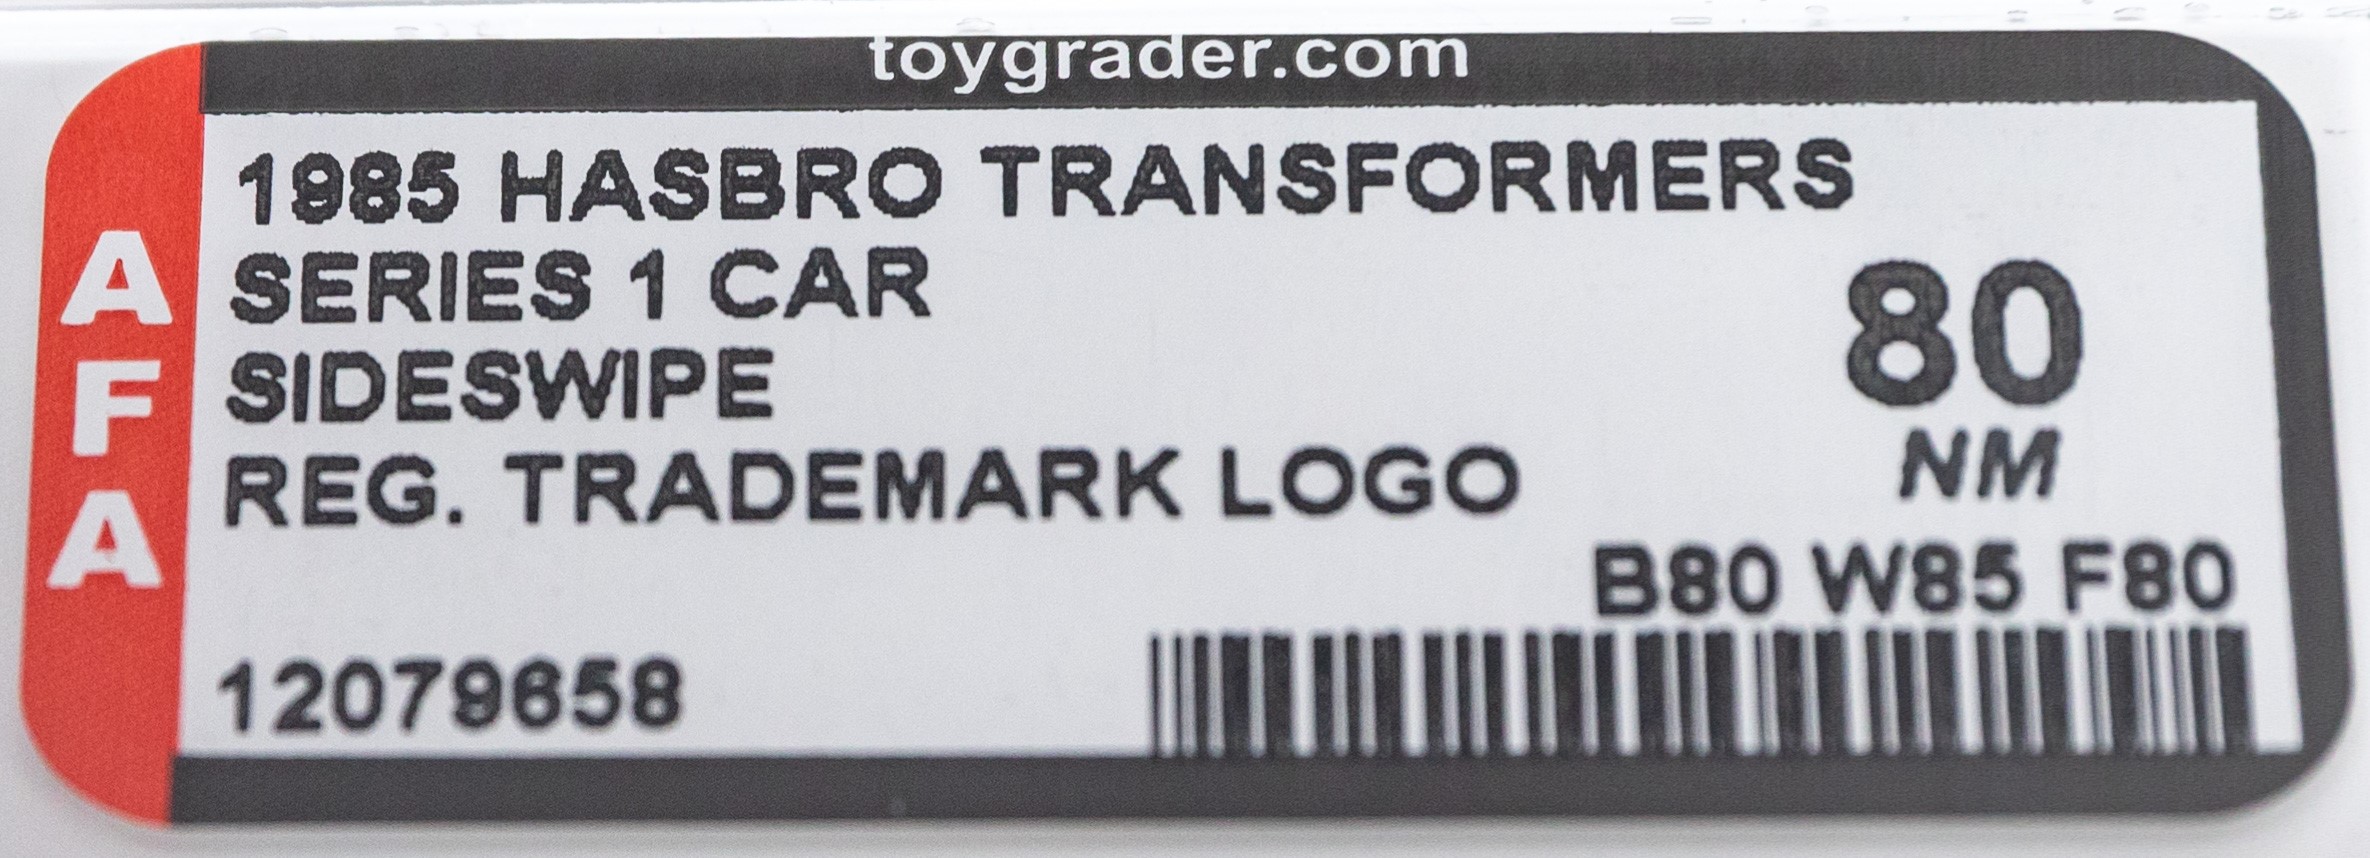 toygrader.com
AFA
1985 HASBRO TRANSFORMERS
SERIES 1 CAR
SIDESWIPE
REG. TRADEMARK LOGO
80
NM
B80 W85 F80
12079658